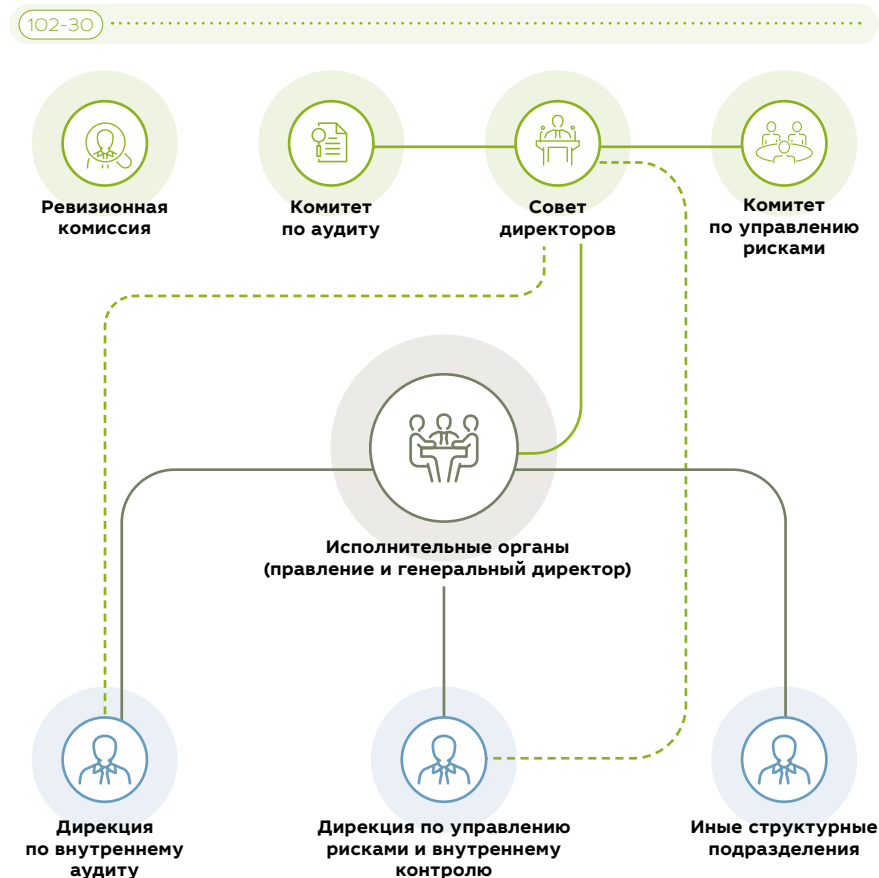 102-30
Ревизионная
комиссия
Комитет
по аудиту
Совет
директоров
Комитет
по управлению
рисками
Исполнительные органы
(правление и генеральный директор)
Дирекция
по внутреннему
аудиту
Дирекция по управлению
рисками и внутреннему
контролю
Иные структурные
подразделения